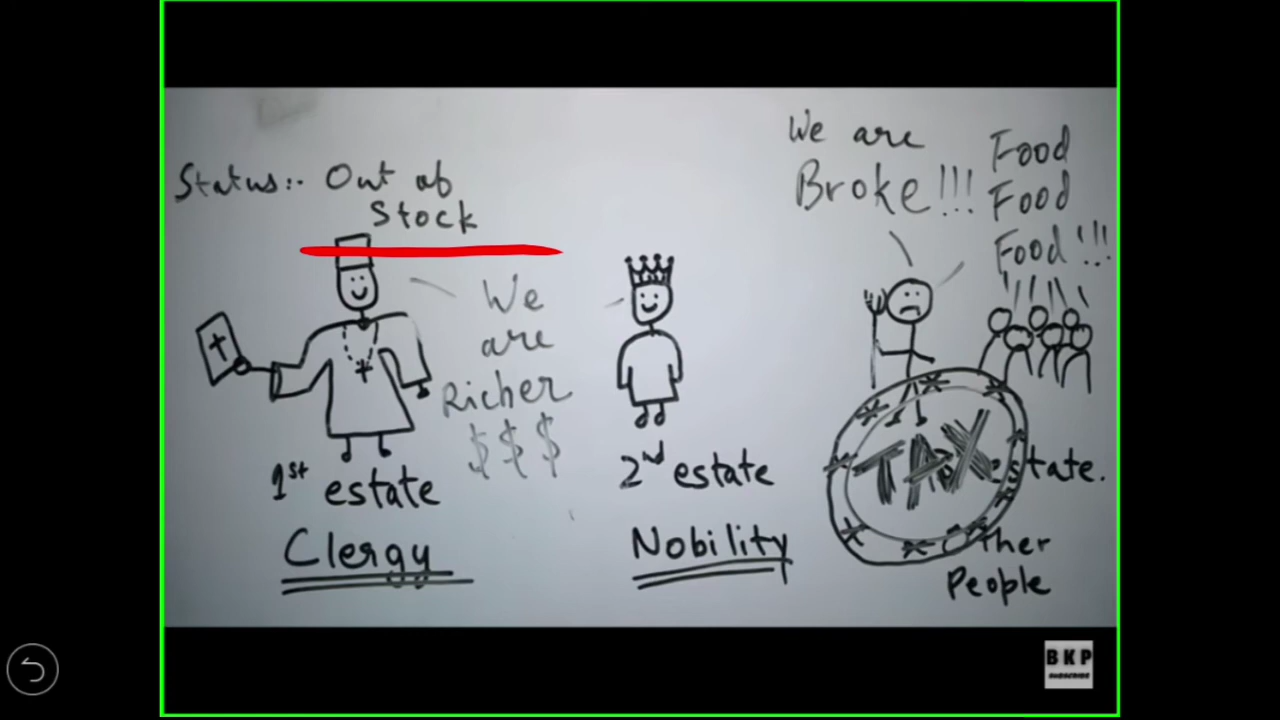 Status:- Out of
Stock
We are
Broke!!!
Food
Food
Food!!!
We
are
Richer
$ $ $
1st estate
Clergy
2nd estate
Nobility
TAX
estate.
Other
People
BKP
SUBSCRIBE